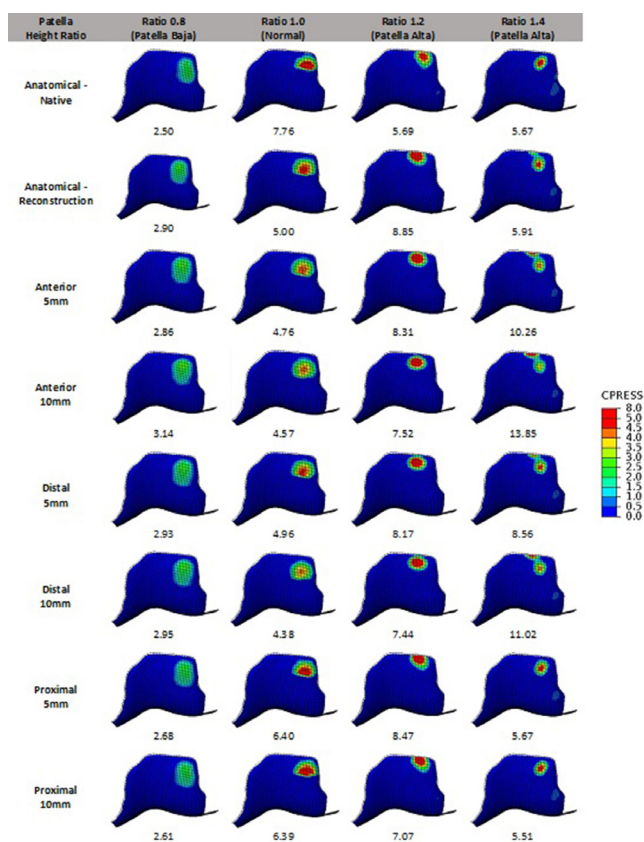 Patella Height Ratio Ratio 0.8 (Patella Baja) Ratio 1.0 (Normal) Ratio 1.2 (Patella Alta) Ratio 1.4 (Patella Alta)
Anatomical - Native
2.50 7.76 5.69 5.67
Anatomical - Reconstruction
2.90 5.00 8.85 5.91
Anterior 5mm
2.86 4.76 8.31 10.26
Anterior 10mm
3.14 4.57 7.52 13.85
CPRESS
8.0
5.0
4.5
4.0
3.5
3.0
2.5
2.0
1.5
1.0
0.5
0.0
Distal 5mm
2.93 4.96 8.17 8.56
Distal 10mm
2.95 4.38 7.44 11.02
Proximal 5mm
2.68 6.40 8.47 5.67
Proximal 10mm
2.61 6.39 7.07 5.51